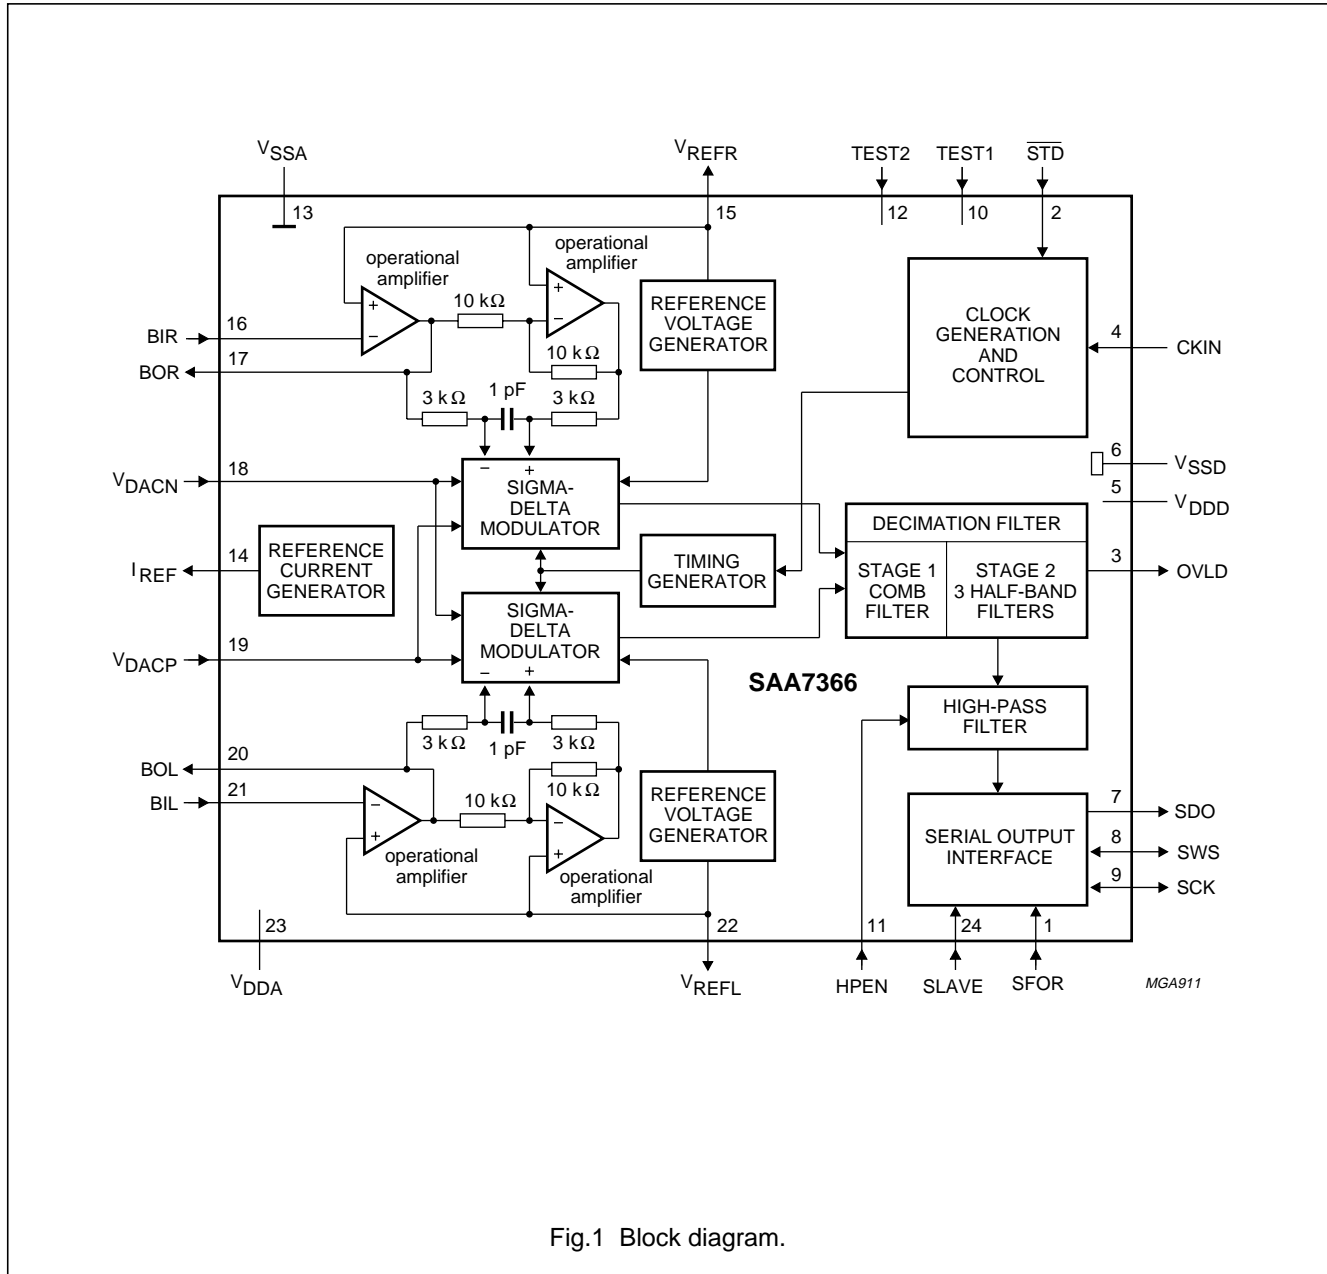 VSSA
VREFR
TEST2
TEST1
STD
13
15
12
10
2
operational
amplifier
operational
amplifier
+
−
10 kΩ
+
−
10 kΩ
REFERENCE
VOLTAGE
GENERATOR
CLOCK
GENERATION
AND
CONTROL
BIR
16
BOR
17
4
CKIN
3 kΩ
1 pF
3 kΩ
VDACN
18
− +
SIGMA-
DELTA
MODULATOR
6
VSSD
5
VDDD
DECIMATION FILTER
STAGE 1
COMB
FILTER
STAGE 2
3 HALF-BAND
FILTERS
3
OVLD
IREF
14
REFERENCE
CURRENT
GENERATOR
TIMING
GENERATOR
SIGMA-
DELTA
MODULATOR
− +
VDACP
19
SAA7366
HIGH-PASS
FILTER
3 kΩ
1 pF
3 kΩ
BOL
20
BIL
21
−
+
10 kΩ
10 kΩ
−
+
operational
amplifier
operational
amplifier
REFERENCE
VOLTAGE
GENERATOR
SERIAL OUTPUT
INTERFACE
7
SDO
8
SWS
9
SCK
23
22
11
24
1
VDDA
VREFL
HPEN
SLAVE
SFOR
MGA911
Fig.1 Block diagram.